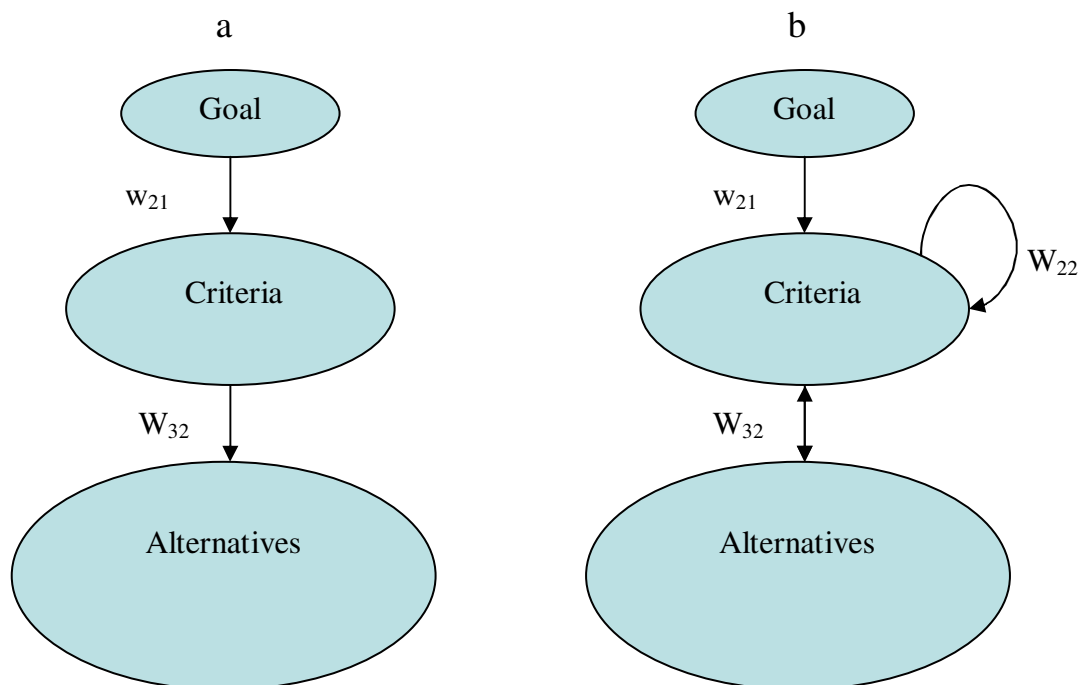 a
Goal
w21
Criteria
W32
Alternatives
b
Goal
w21
Criteria
W22
W32
Alternatives